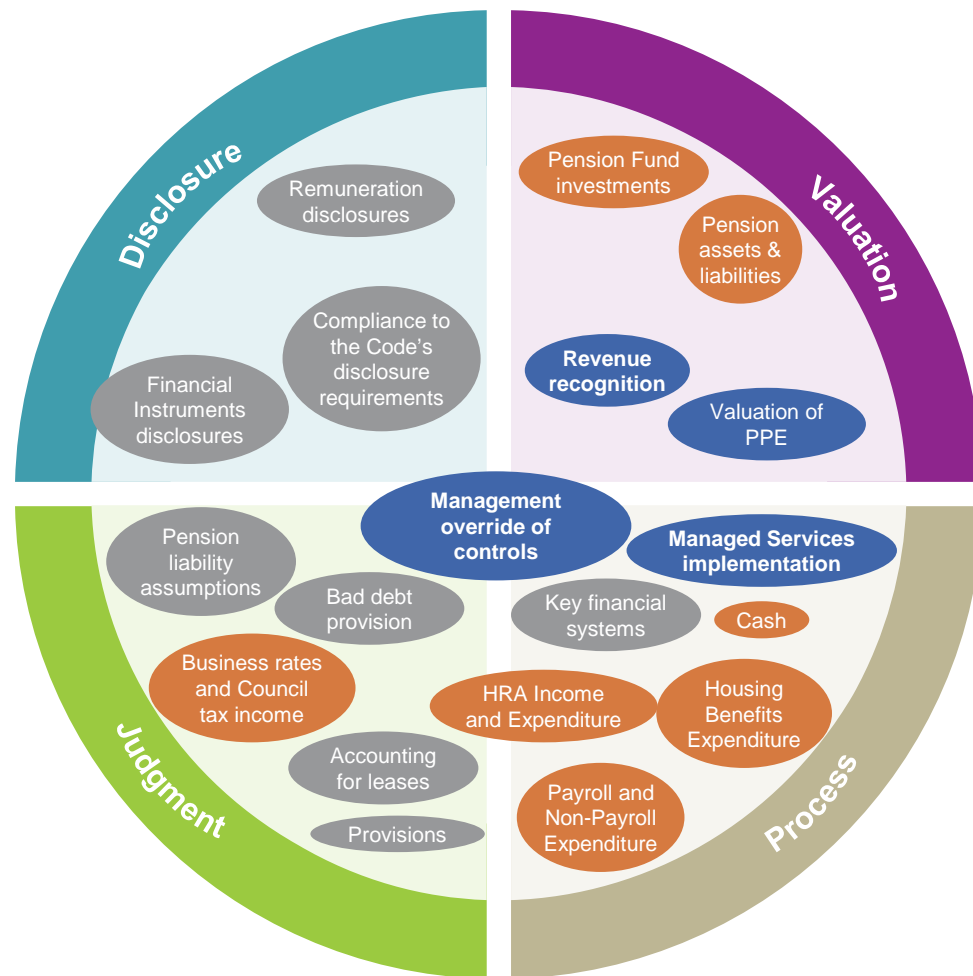 Disclosure
Remuneration
disclosures
Compliance to
the Code’s
disclosure
requirements
Financial
Instruments
disclosures
Valuation
Pension Fund
investments
Pension
assets &
liabilities
Revenue
recognition
Valuation of
PPE
Management
override of
controls
Judgment
Pension
liability
assumptions
Bad debt
provision
Business rates
and Council
tax income
Accounting
for leases
Provisions
Process
Managed Services
implementation
Key financial
systems
Cash
HRA Income
and Expenditure
Housing
Benefits
Expenditure
Payroll and
Non-Payroll
Expenditure